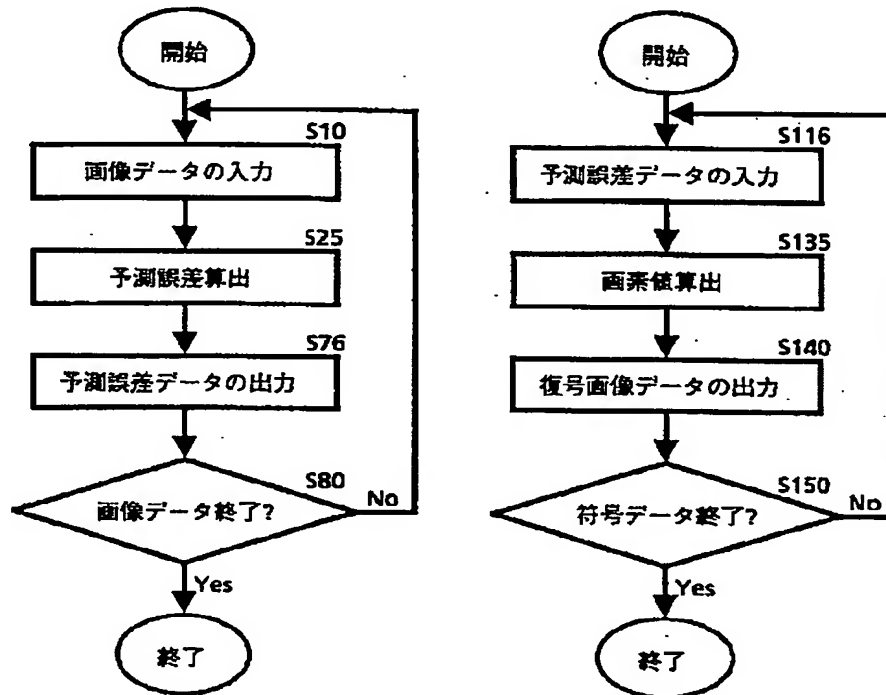 開始
S10
画像データの入力
S25
予測誤差算出
S76
予測誤差データの出力
S80
画像データ終了?
No
Yes
終了
開始
S116
予測誤差データの入力
S135
画素値算出
S140
復号画像データの出力
S150
符号データ終了?
No
Yes
終了